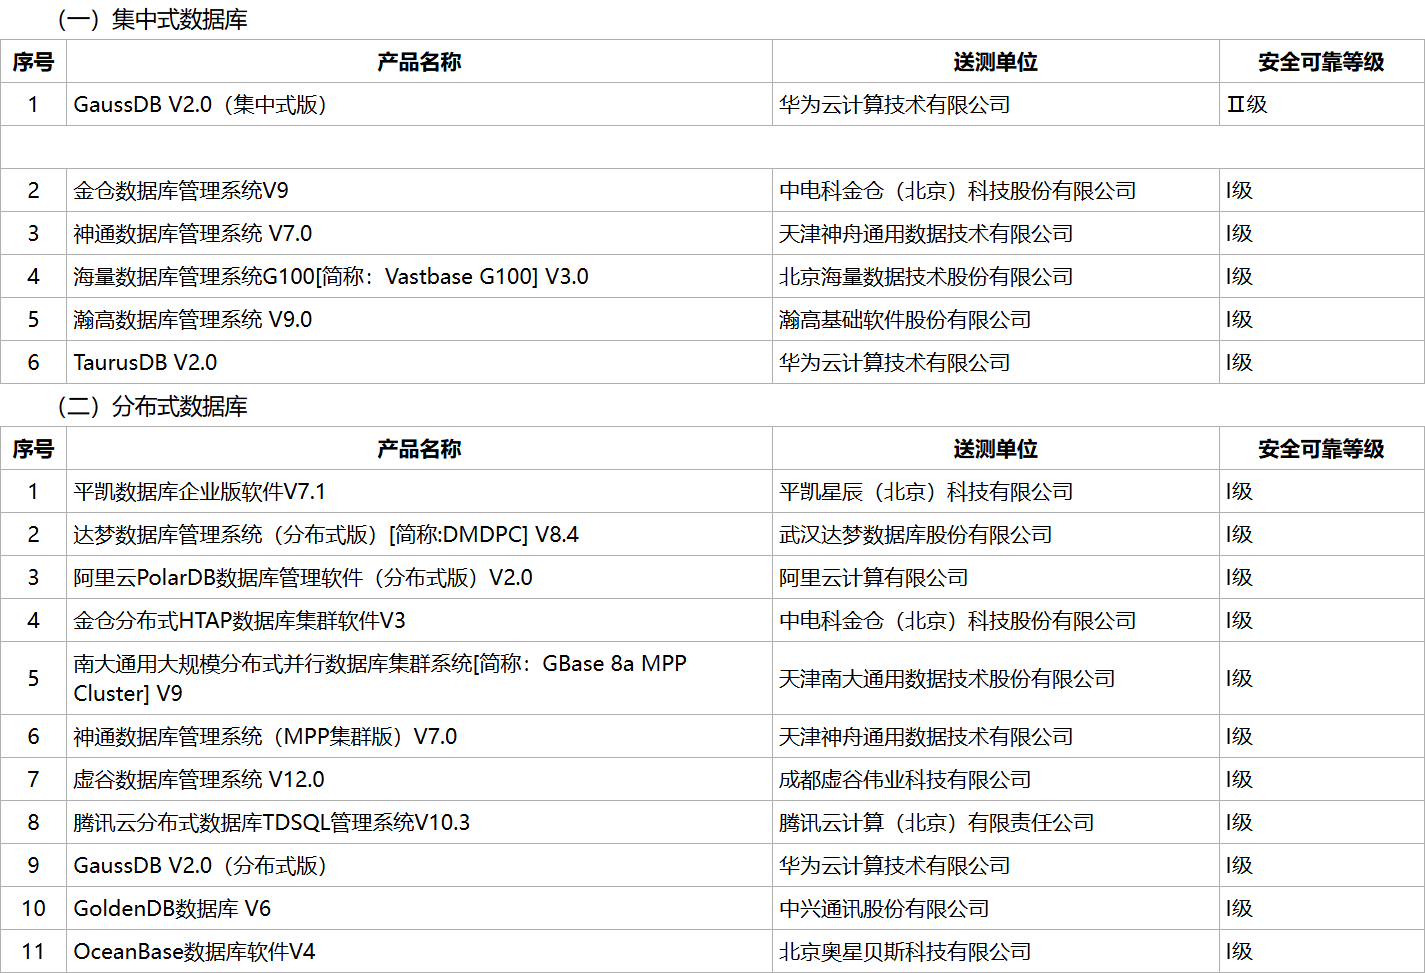 （一）集中式数据库
序号 产品名称 送测单位 安全可靠等级
1 GaussDB V2.0（集中式版） 华为云计算技术有限公司 Ⅱ级
2 金仓数据库管理系统V9 中电科金仓（北京）科技股份有限公司 Ⅰ级
3 神通数据库管理系统 V7.0 天津神舟通用数据技术有限公司 Ⅰ级
4 海量数据库管理系统G100[简称：Vastbase G100] V3.0 北京海量数据技术股份有限公司 Ⅰ级
5 瀚高数据库管理系统 V9.0 瀚高基础软件股份有限公司 Ⅰ级
6 TaurusDB V2.0 华为云计算技术有限公司 Ⅰ级
（二）分布式数据库
序号 产品名称 送测单位 安全可靠等级
1 平凯数据库企业版软件V7.1 平凯星辰（北京）科技有限公司 Ⅰ级
2 达梦数据库管理系统（分布式版）[简称:DMDPC] V8.4 武汉达梦数据库股份有限公司 Ⅰ级
3 阿里云PolarDB数据库管理软件（分布式版）V2.0 阿里云计算有限公司 Ⅰ级
4 金仓分布式HTAP数据库集群软件V3 中电科金仓（北京）科技股份有限公司 Ⅰ级
5 南大通用大规模分布式并行数据库集群系统[简称：GBase 8a MPP
Cluster] V9 天津南大通用数据技术股份有限公司 Ⅰ级
6 神通数据库管理系统（MPP集群版）V7.0 天津神舟通用数据技术有限公司 Ⅰ级
7 虚谷数据库管理系统 V12.0 成都虚谷伟业科技有限公司 Ⅰ级
8 腾讯云分布式数据库TDSQL管理系统V10.3 腾讯云计算（北京）有限责任公司 Ⅰ级
9 GaussDB V2.0（分布式版） 华为云计算技术有限公司 Ⅰ级
10 GoldenDB数据库 V6 中兴通讯股份有限公司 Ⅰ级
11 OceanBase数据库软件V4 北京奥星贝斯科技有限公司 Ⅰ级